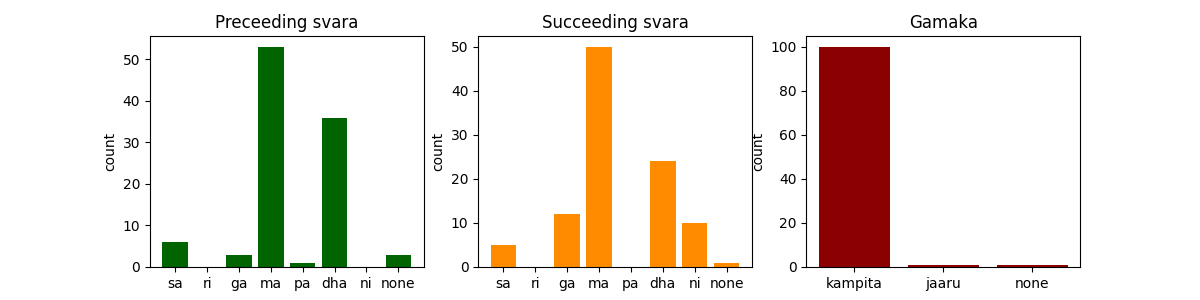 Preceeding svara
count
50
40
30
20
10
0
sa ri ga ma pa dha ni none
Succeeding svara
count
50
40
30
20
10
0
sa ri ga ma pa dha ni none
Gamaka
count
100
80
60
40
20
0
kampita jaaru none